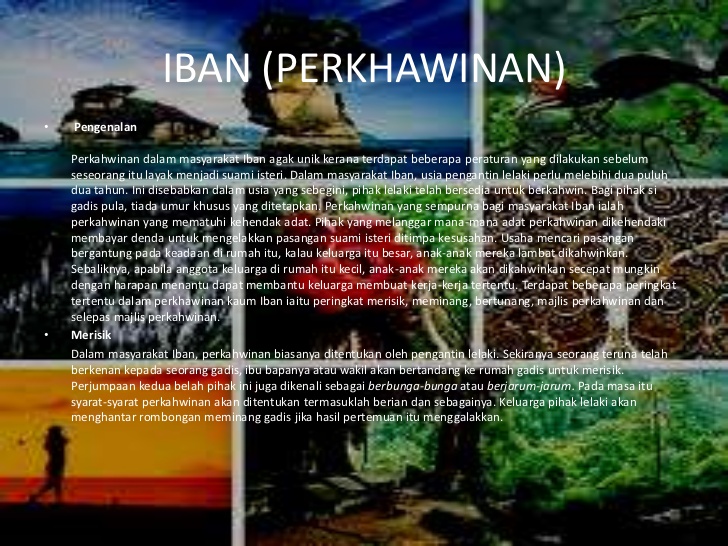 IBAN (PERKHAWINAN)
• Pengenalan
Perkahwinan dalam masyarakat Iban agak unik kerana terdapat beberapa peraturan yang dilakukan sebelum
seseorang itu layak menjadi suami isteri. Dalam masyarakat Iban, usia pengantin lelaki perlu melebihi dua puluh
dua tahun. Ini disebabkan dalam usia yang sebegini, pihak lelaki telah bersedia untuk berkahwin. Bagi pihak si
gadis pula, tiada umur khusus yang ditetapkan. Perkahwinan yang sempurna bagi masyarakat Iban ialah
perkahwinan yang mematuhi kehendak adat. Pihak yang melanggar mana-mana adat perkahwinan dikehendaki
membayar denda untuk mengelakkan pasangan suami isteri ditimpa kesusahan. Usaha mencari pasangan
bergantung pada keadaan di rumah itu, kalau keluarga itu besar, anak-anak mereka lambat dikahwinkan.
Sebaliknya, apabila anggota keluarga di rumah itu kecil, anak-anak mereka akan dikahwinkan secepat mungkin
dengan harapan menantu dapat membantu keluarga membuat kerja-kerja tertentu. Terdapat beberapa peringkat
tertentu dalam perkhawinan kaum Iban iaitu peringkat merisik, meminang, bertunang, majlis perkahwinan dan
selepas majlis perkahwinan.
• Merisik
Dalam masyarakat Iban, perkahwinan biasanya ditentukan oleh pengantin lelaki. Sekiranya seorang teruna telah
berkenan kepada seorang gadis, ibu bapanya atau wakil akan bertandang ke rumah gadis untuk merisik.
Perjumpaan kedua belah pihak ini juga dikenali sebagai berbunga-bunga atau berjarum-jarum. Pada masa itu
syarat-syarat perkahwinan akan ditentukan termasuklah berian dan sebagainya. Keluarga pihak lelaki akan
menghantar rombongan meminang gadis jika hasil pertemuan itu menggalakkan.